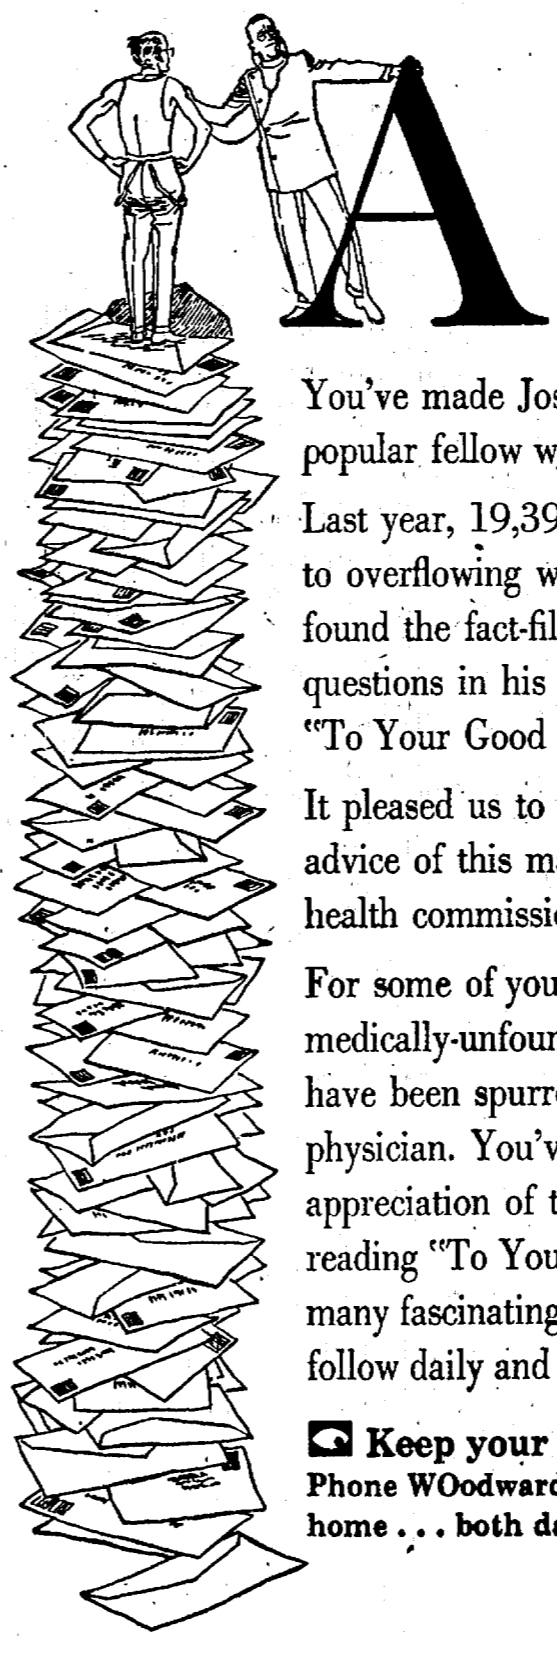 A
You've made Jos
popular fellow w
Last year, 19,39
to overflowing w
found the fact-fil
questions in his
"To Your Good
It pleased us to
advice of this ma
health commissi
For some of you
medically-unfoun
have been spurr
physician. You'v
appreciation of t
reading "To You
many fascinating
follow daily and
Keep your
Phone WOodward
home . . . both da